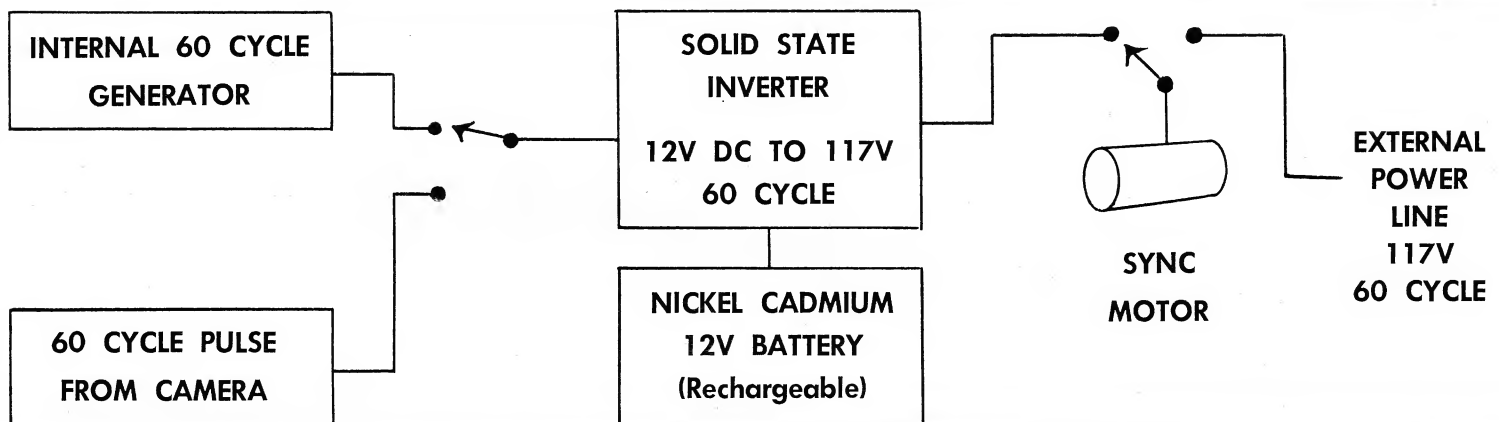 INTERNAL 60 CYCLE
GENERATOR
60 CYCLE PULSE
FROM CAMERA
SOLID STATE
INVERTER
12V DC TO 117V
60 CYCLE
NICKEL CADMIUM
12V BATTERY
(Rechargeable)
SYNC
MOTOR
EXTERNAL
POWER
LINE
117V
60 CYCLE